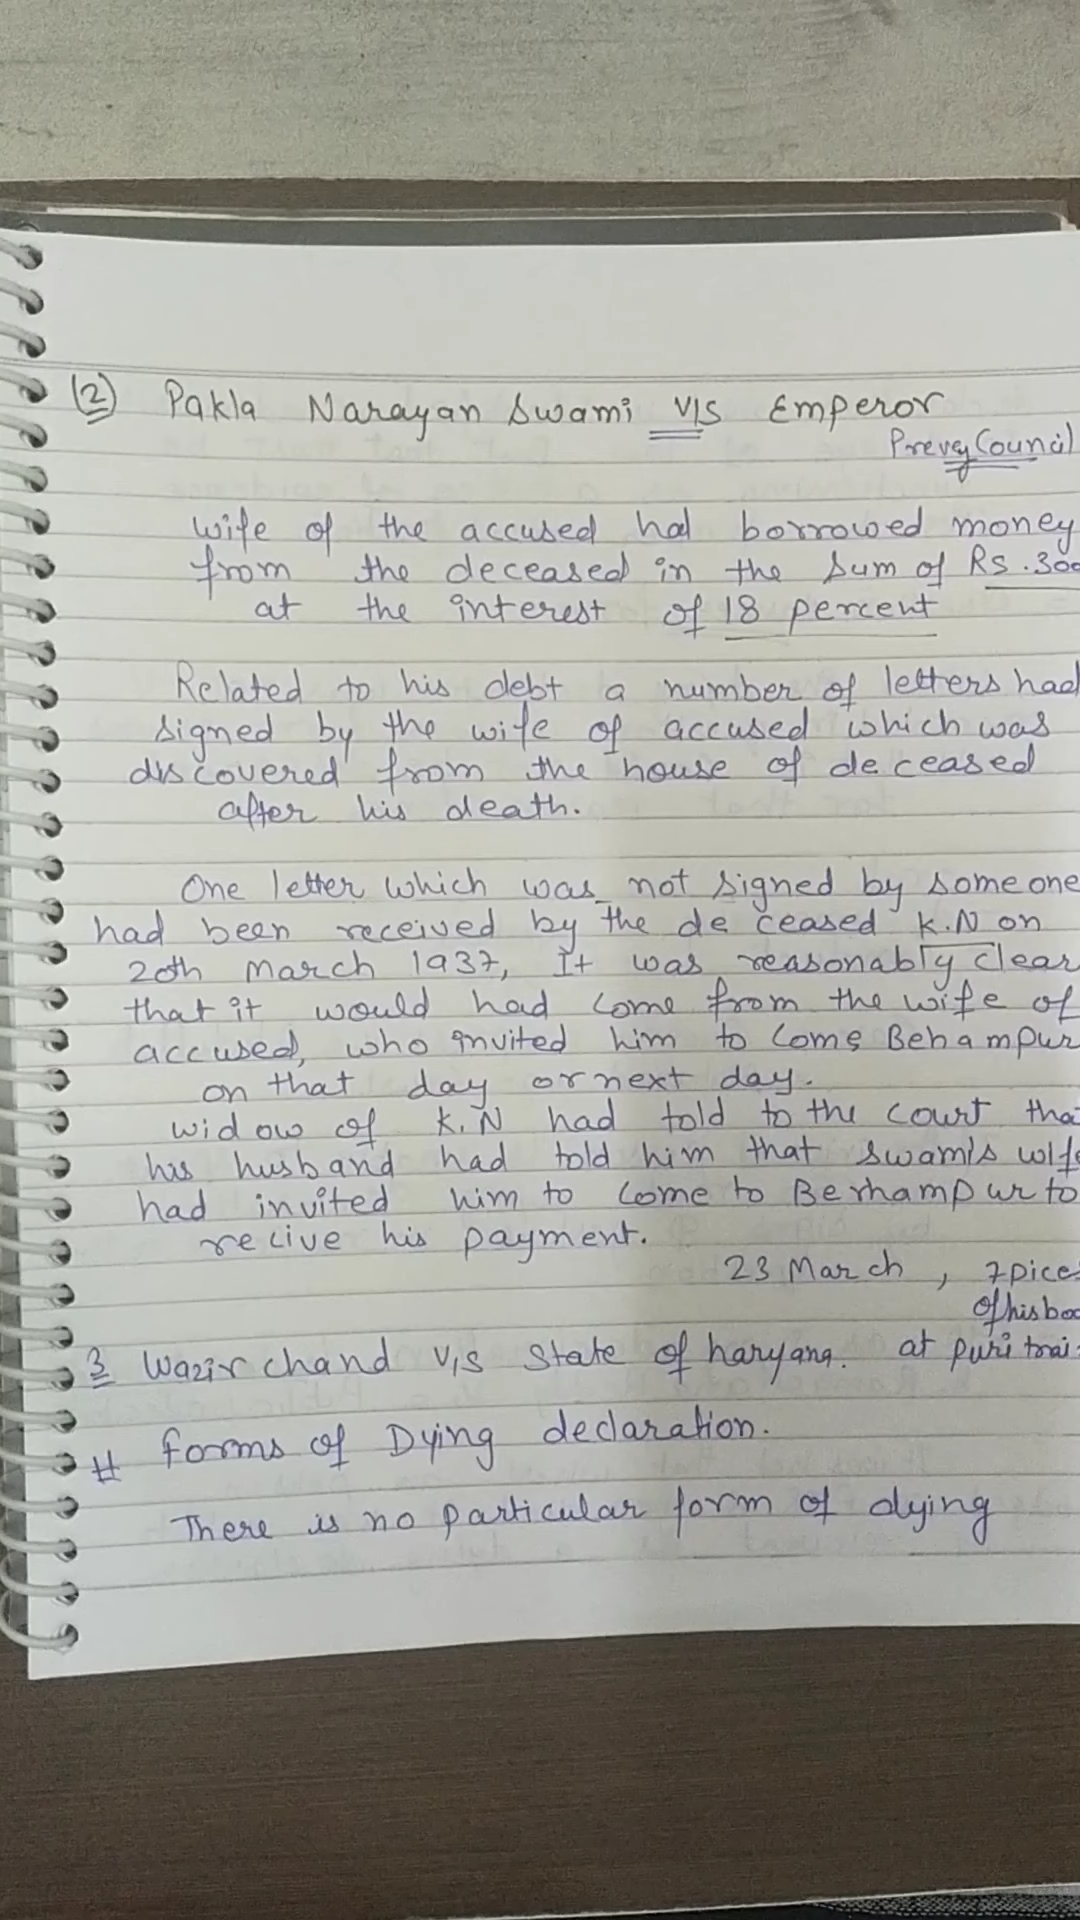 (2) Pakla Narayan Swami V/S Emperor
Prevey Council
wife of the accused had borrowed money
from the deceased in the sum of Rs. 300
at the interest of 18 percent
Related to his debt a number of letters had
signed by the wife of accused which was
discovered from the house of deceased
after his death.
One letter which was not signed by someone
had been received by the deceased K.N on
20th March 1937, It was reasonably clear
that it would had come from the wife of
accused, who invited him to come Behampur
on that day or next day.
widow of K.N had told to the court tha
his husband had told him that swami's wife
had invited him to come to Berhampur to
recive his payment.
23 March, 7 pice
of his bo
3 Wazir chand V/S State of haryana. at puri trai
# forms of Dying declaration.
There is no particular form of dying